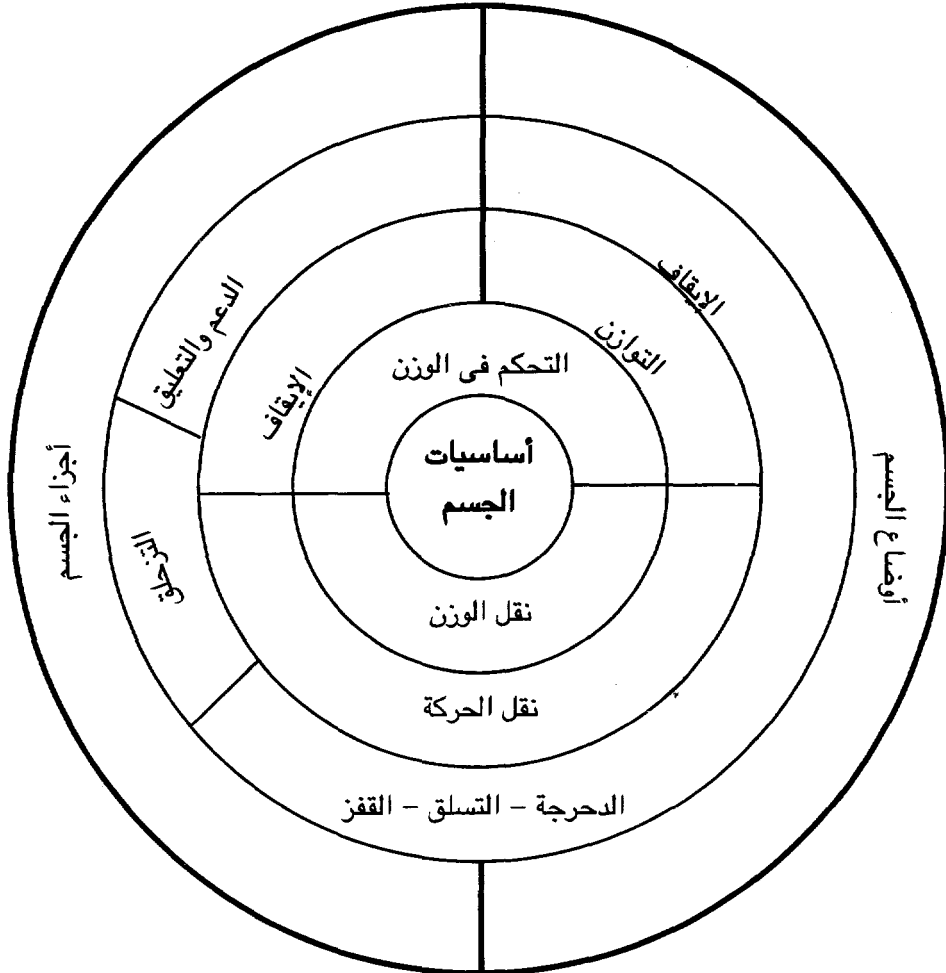 الإيقاف
التوازن
الدعم والتعليق
الإيقاف
التحكم فى الوزن
أساسيات
الجسم
أوضاع الجسم
أجزاء الجسم
التزحلق
نقل الوزن
نقل الحركة
الدحرجة – التسلق – القفز